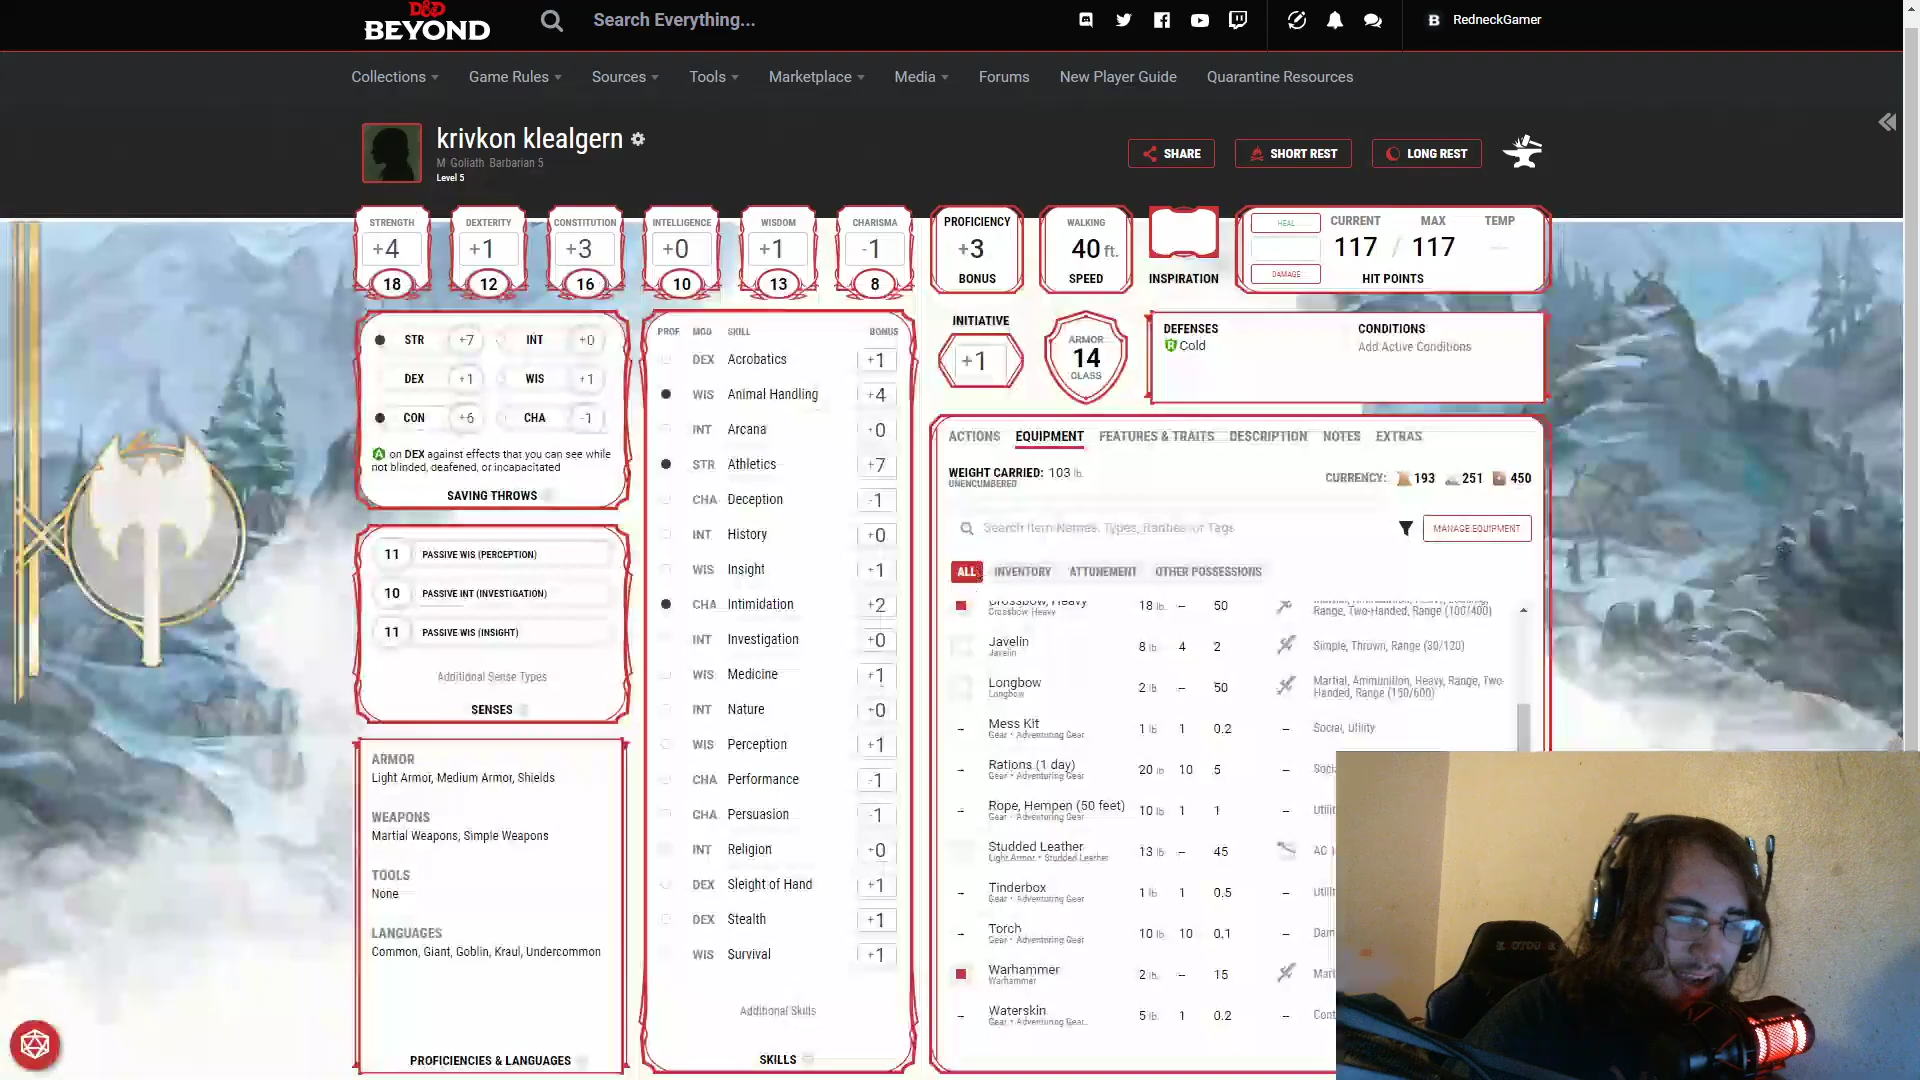 D&D
BEYOND
Search Everything...
RedneckGamer
Collections
Game Rules
Sources
Tools
Marketplace
Media
Forums
New Player Guide
Quarantine Resources
krivkon klealgern
M Goliath Barbarian 5
Level 5
SHARE
SHORT REST
LONG REST
STRENGTH
+4
18
DEXTERITY
+1
12
CONSTITUTION
+3
16
INTELLIGENCE
+0
10
WISDOM
+1
13
CHARISMA
-1
8
PROFICIENCY
+3
BONUS
WALKING
40 ft.
SPEED
INSPIRATION
HEAL
DAMAGE
CURRENT MAX TEMP
117 / 117 --
HIT POINTS
STR +7 INT +0
DEX +1 WIS +1
CON +6 CHA -1
on DEX against effects that you can see while
not blinded, deafened, or incapacitated
SAVING THROWS
11 PASSIVE WIS (PERCEPTION)
10 PASSIVE INT (INVESTIGATION)
11 PASSIVE WIS (INSIGHT)
Additional Sense Types
SENSES
ARMOR
Light Armor, Medium Armor, Shields
WEAPONS
Martial Weapons, Simple Weapons
TOOLS
None
LANGUAGES
Common, Giant, Goblin, Kraul, Undercommon
PROFICIENCIES & LANGUAGES
PROF MOD SKILL BONUS
DEX Acrobatics +1
WIS Animal Handling +4
INT Arcana +0
STR Athletics +7
CHA Deception -1
INT History +0
WIS Insight +1
CHA Intimidation +2
INT Investigation +0
WIS Medicine +1
INT Nature +0
WIS Perception +1
CHA Performance -1
CHA Persuasion -1
INT Religion +0
DEX Sleight of Hand +1
DEX Stealth +1
WIS Survival +1
Additional Skills
SKILLS
INITIATIVE
+1
ARMOR
14
CLASS
DEFENSES
Cold
CONDITIONS
Add Active Conditions
ACTIONS EQUIPMENT FEATURES & TRAITS DESCRIPTION NOTES EXTRAS
WEIGHT CARRIED: 103 lb.
UNENCUMBERED
CURRENCY: 193 251 450
Search Item Names, Types, Rarities or Tags
MANAGE EQUIPMENT
ALL INVENTORY ATTUNEMENT OTHER POSSESSIONS
Crossbow, Heavy 18 lb. -- 50
Crossbow, Heavy
Range, Two-Handed, Range (100/400)
Javelin 8 lb. 4 2 Simple, Thrown, Range (30/120)
Javelin
Longbow 2 lb. -- 50 Martial, Ammunition, Heavy, Range, Two-
Longbow Handed, Range (150/600)
Mess Kit 1 lb. 1 0.2 -- Social, Utility
Gear • Adventuring Gear
Rations (1 day) 20 lb. 10 5 -- Soci
Gear • Adventuring Gear
Rope, Hempen (50 feet) 10 lb. 1 1 -- Utili
Gear • Adventuring Gear
Studded Leather 13 lb. -- 45 AC
Light Armor • Studded Leather
Tinderbox 1 lb. 1 0.5 -- Utili
Gear • Adventuring Gear
Torch 10 lb. 10 0.1 -- Dam
Gear • Adventuring Gear
Warhammer 2 lb. -- 15 Mart
Warhammer
Waterskin 5 lb. 1 0.2 -- Cont
Gear • Adventuring Gear